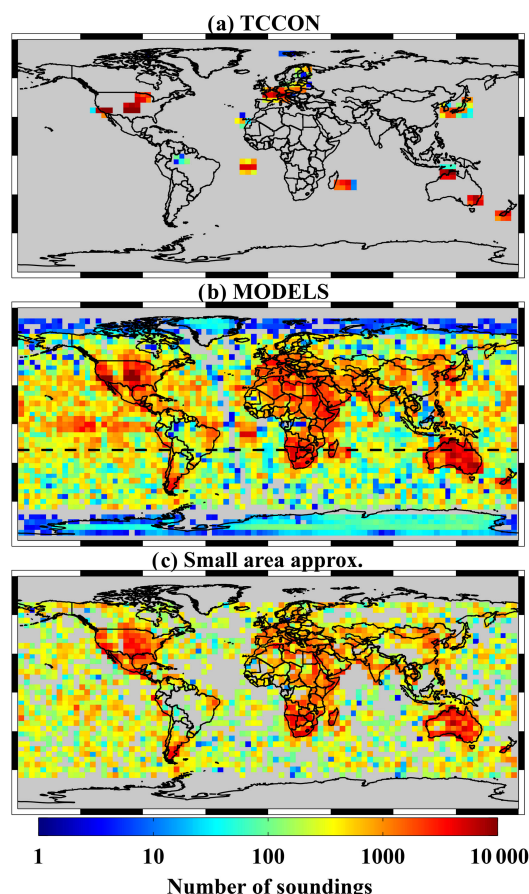 (a) TCCON
(b) MODELS
(c) Small area approx.
1 10 100 1000 10 000
Number of soundings